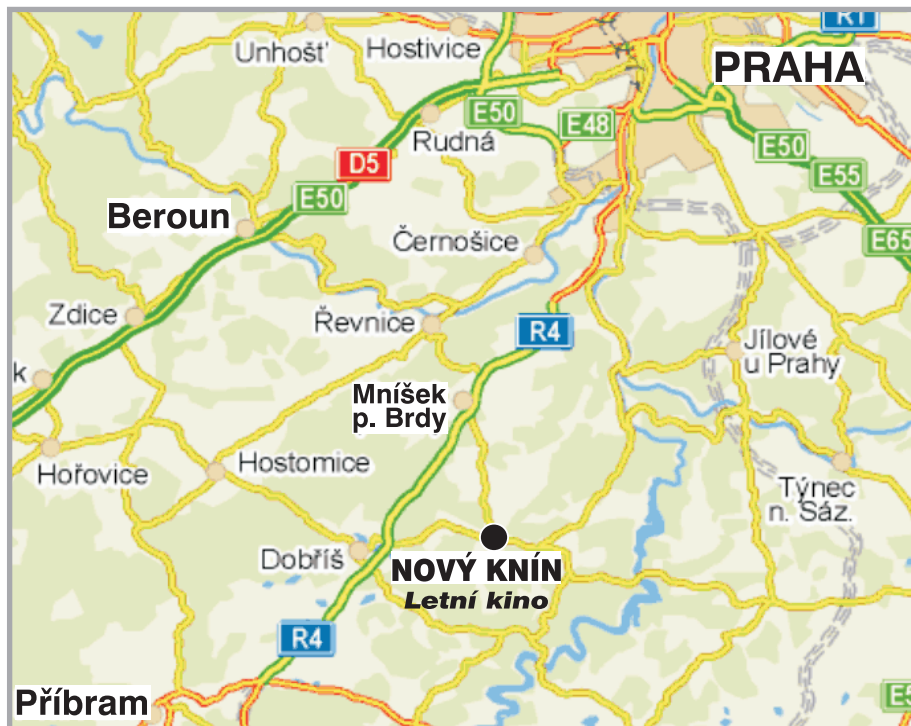 R1
Unhošť
Hostivice
PRAHA
E50
E48
Rudná
D5
E50
E50
E55
Beroun
Černošice
E65
Zdice
Řevnice
R4
Jílové
u Prahy
k
Mníšek
p. Brdy
Hořovice
Hostomice
Týnec
n. Sáz.
Dobříš
NOVÝ KNÍN
Letní kino
R4
Příbram